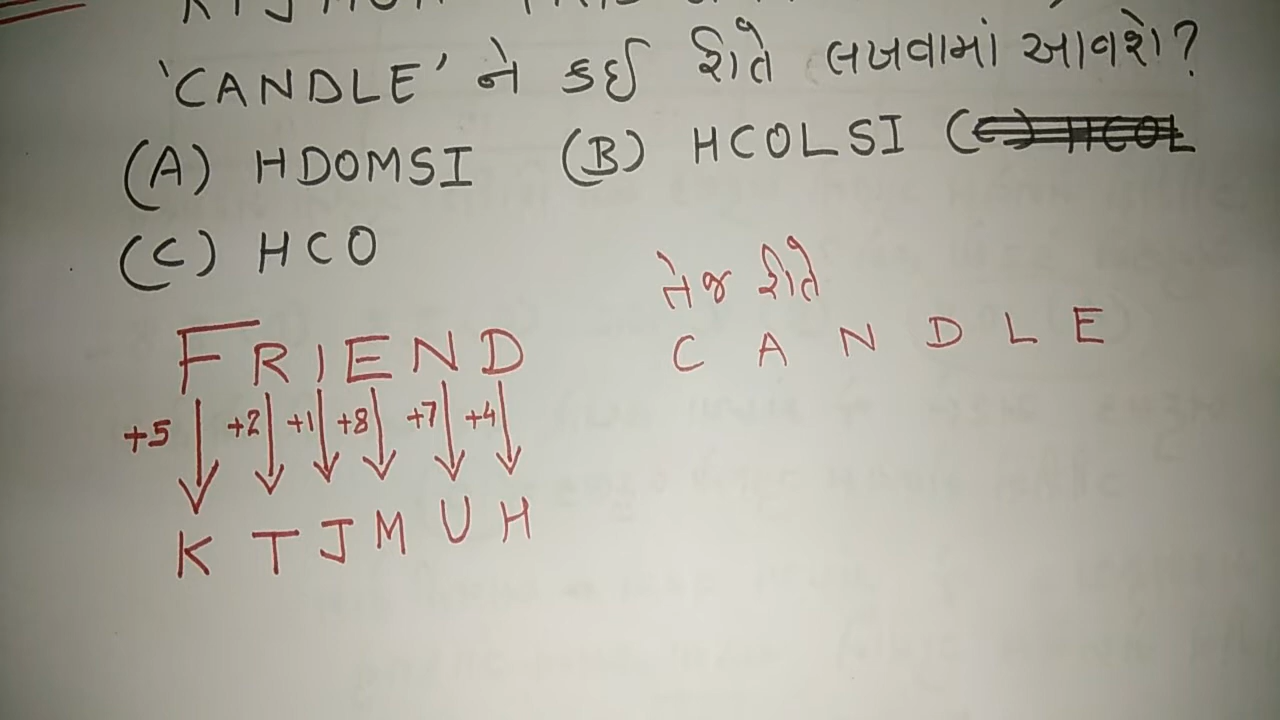 'CANDLE' ને કઈ રીતે લખવામાં આવશે?
(A) HDOMSI (B) HCOLSI
(C) HCO
તેજ રીતે
FRIEND C A N D L E
+5 +2 +1 +8 +7 +4
K T J M U H